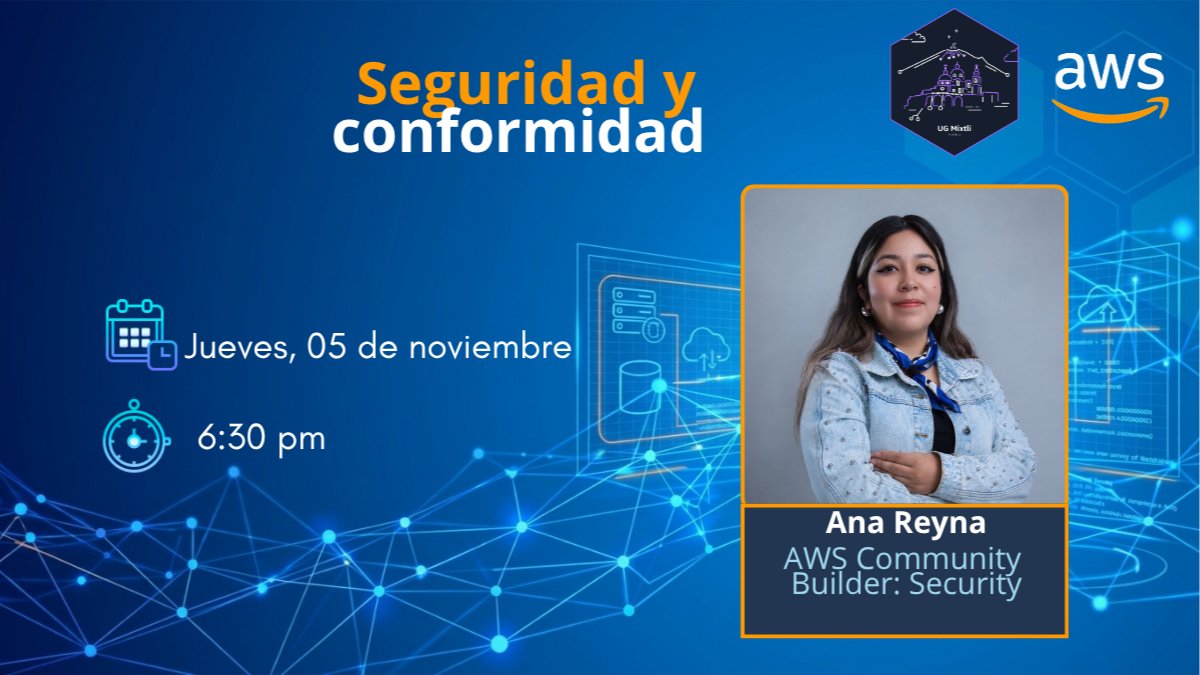 Seguridad y
conformidad
UG Mixtli
aws
Jueves, 05 de noviembre
6:30 pm
Ana Reyna
AWS Community
Builder: Security